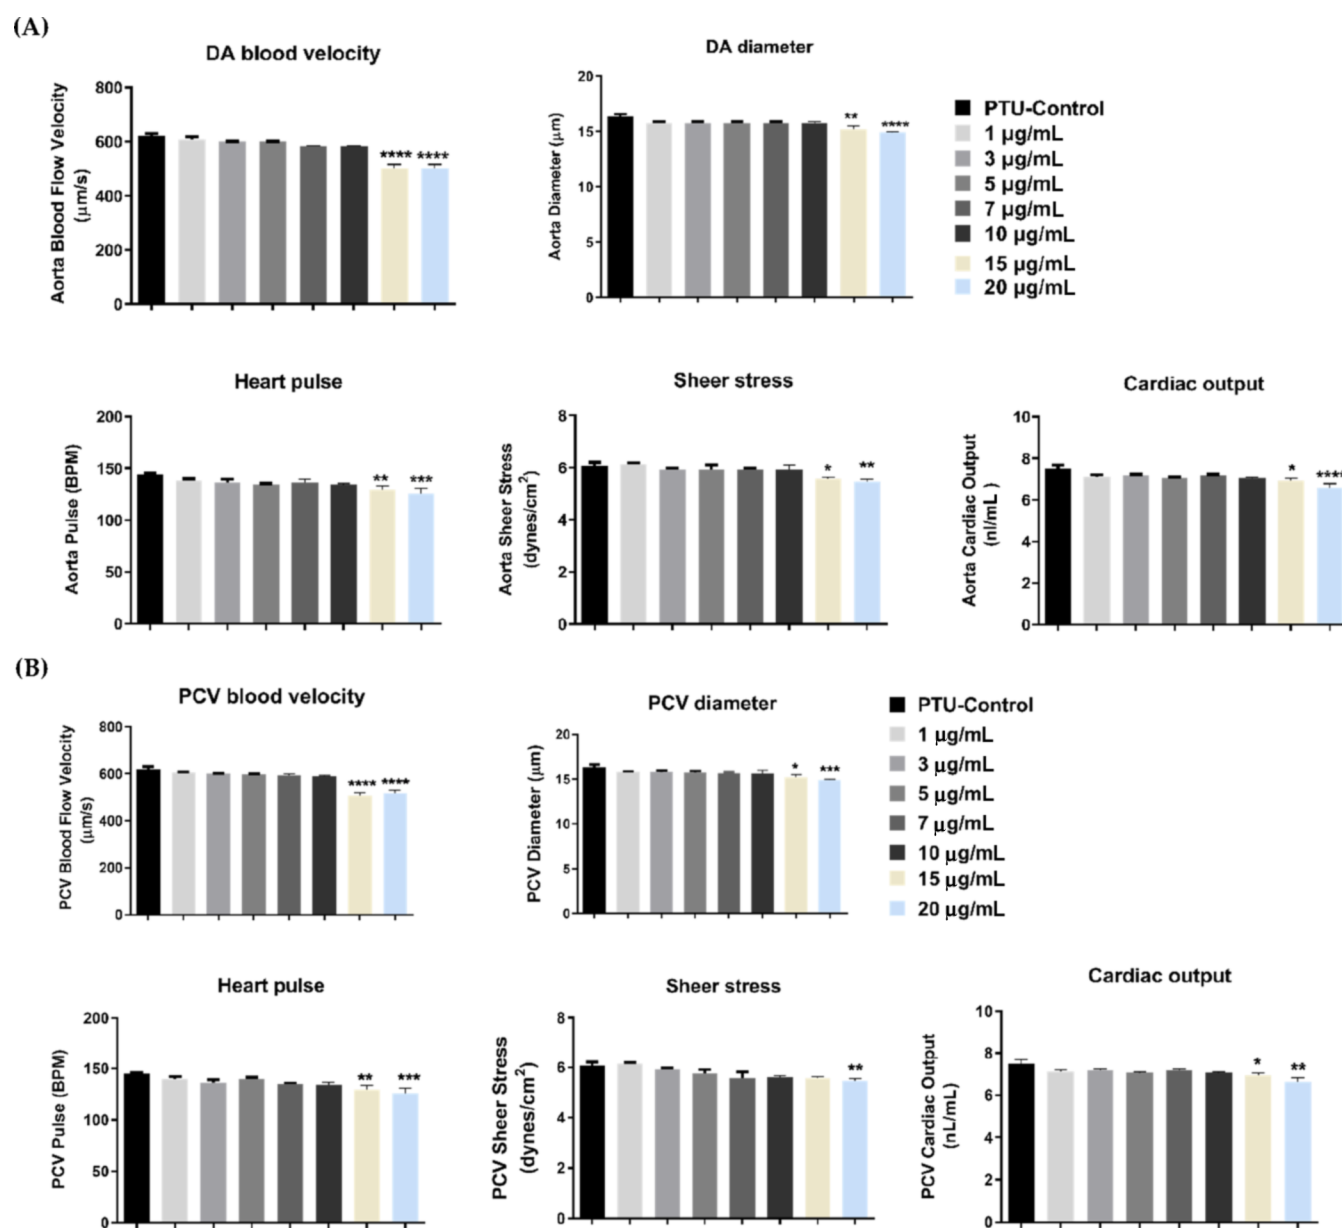 (A)
DA blood velocity
Aorta Blood Flow Velocity
(μm/s)
800
600
400
200
0
**** ****
DA diameter
Aorta Diameter (μm)
20
15
10
5
0
** ****
PTU-Control
1 μg/mL
3 μg/mL
5 μg/mL
7 μg/mL
10 μg/mL
15 μg/mL
20 μg/mL
Heart pulse
Aorta Pulse (BPM)
200
150
100
50
0
** ***
Sheer stress
Aorta Sheer Stress
(dynes/cm²)
8
6
4
2
0
* **
Cardiac output
Aorta Cardiac Output
(nl/mL )
10
8
6
4
2
0
* ****
(B)
PCV blood velocity
PCV Blood Flow Velocity
(μm/s)
800
600
400
200
0
**** ****
PCV diameter
PCV Diameter (μm)
20
15
10
5
0
* ***
PTU-Control
1 μg/mL
3 μg/mL
5 μg/mL
7 μg/mL
10 μg/mL
15 μg/mL
20 μg/mL
Heart pulse
PCV Pulse (BPM)
200
150
100
50
0
** ***
Sheer stress
PCV Sheer Stress
(dynes/cm²)
8
6
4
2
0
**
Cardiac output
PCV Cardiac Output
(nL/mL)
10
8
6
4
2
0
* **